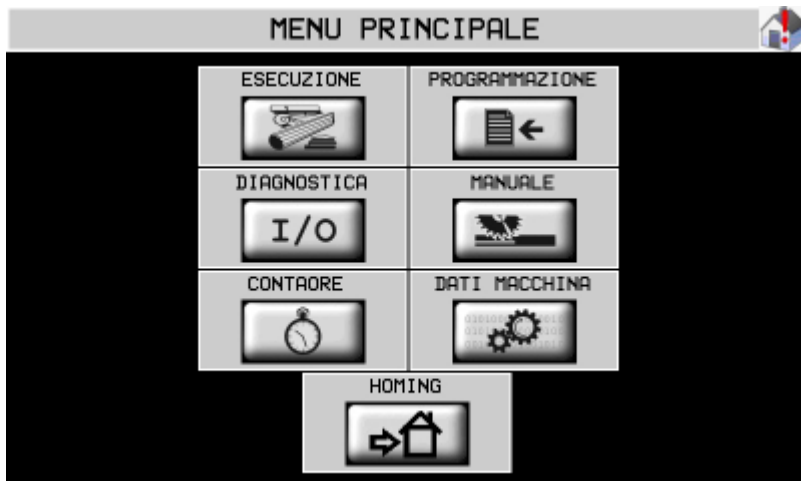 MENU PRINCIPALE
ESECUZIONE
PROGRAMMAZIONE
DIAGNOSTICA
MANUALE
I/O
CONTAORE
DATI MACCHINA
HOMING